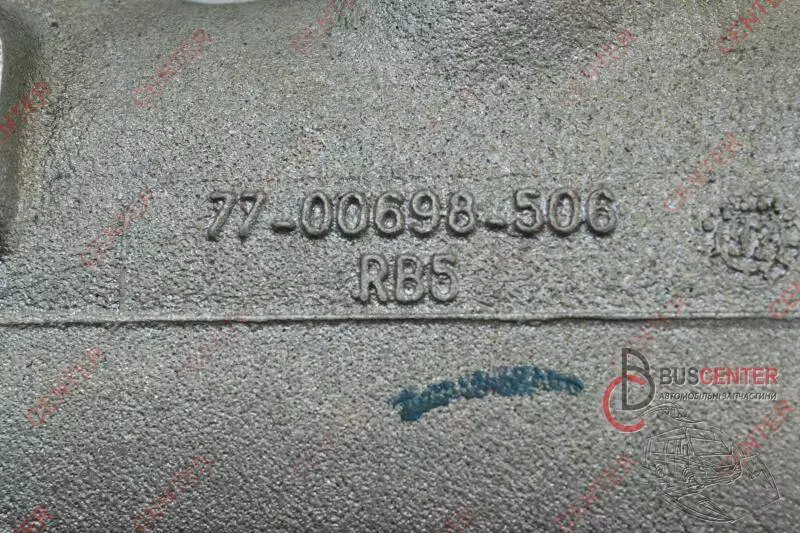 77-00698-506
RB5
BUSCENTER
АВТОМОБІЛЬНІ ЗАПЧАСТИНИ